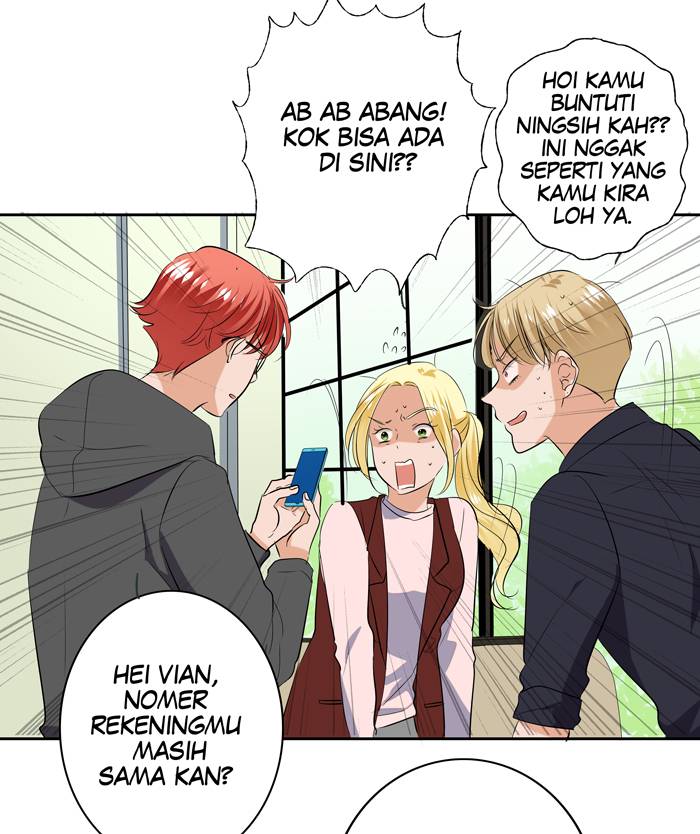 AB AB ABANG!
KOK BISA ADA
DI SINI??
HOI KAMU
BUNTUTI
NINGSIH KAH??
INI NGGAK
SEPERTI YANG
KAMU KIRA
LOH YA.
HEI VIAN,
NOMER
REKENINGMU
MASIH
SAMA KAN?